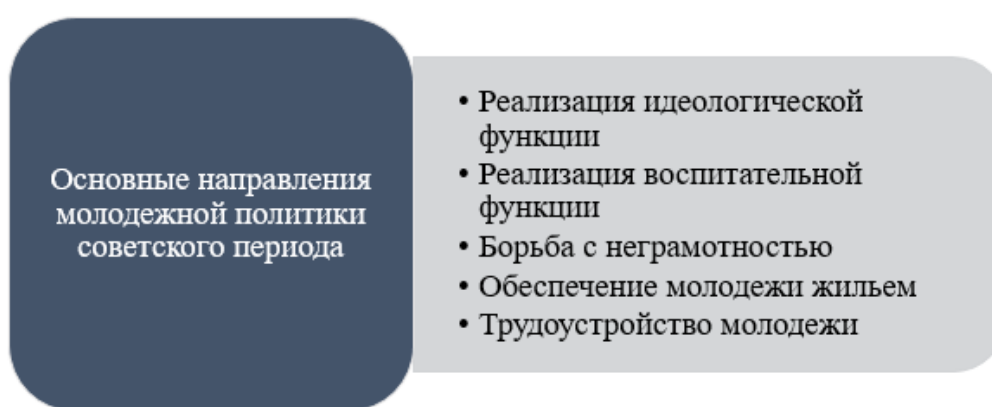 Основные направления
молодежной политики
советского периода
• Реализация идеологической
функции
• Реализация воспитательной
функции
• Борьба с неграмотностью
• Обеспечение молодежи жильем
• Трудоустройство молодежи